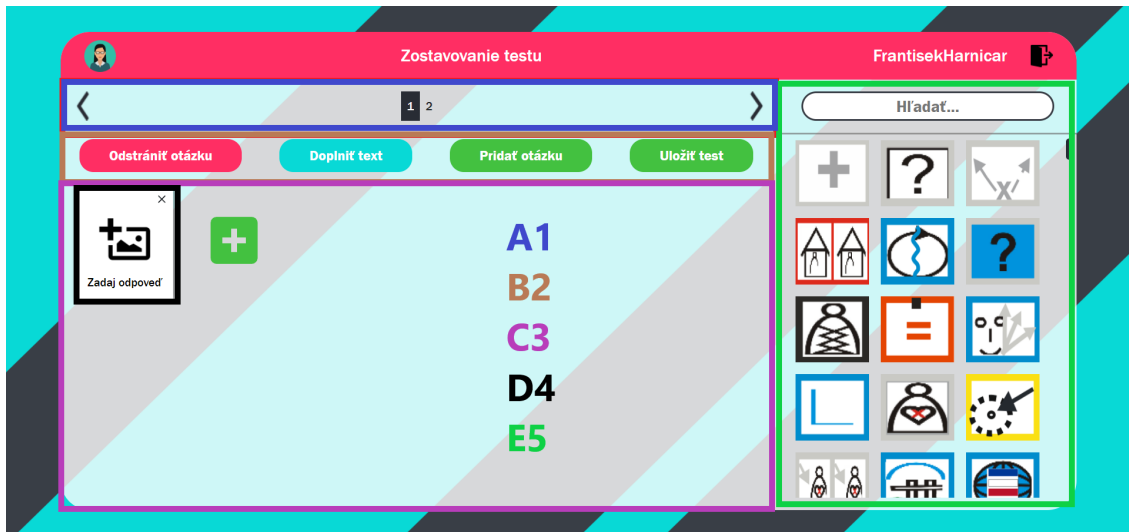 Zostavovanie testu
FrantisekHarnicar
1 2
Hľadať...
Odstrániť otázku
Doplniť text
Pridať otázku
Uložiť test
Zadaj odpoveď
A1
B2
C3
D4
E5
? X
?
=